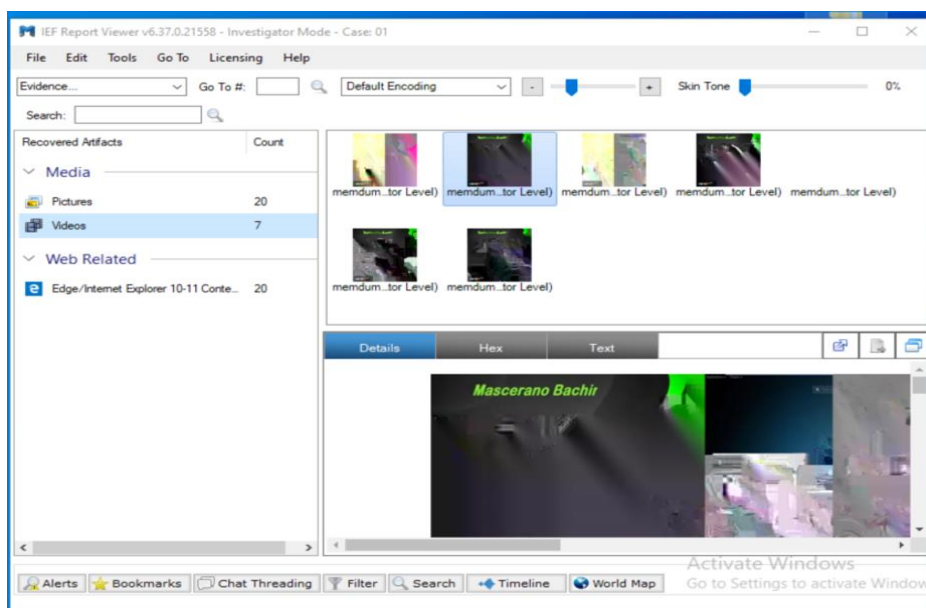 IEF Report Viewer v6.37.0.21558 - Investigator Mode - Case: 01
File Edit Tools Go To Licensing Help
Evidence... Go To #: Default Encoding - + Skin Tone 0%
Search:
Recovered Artifacts Count
Media
Pictures 20
Videos 7
Web Related
Edge/Internet Explorer 10-11 Conte... 20
memdum...tor Level) memdum...tor Level) memdum...tor Level) memdum...tor Level) memdum...tor Level)
memdum...tor Level) memdum...tor Level)
Details Hex Text
Mascerano Bachir
Activate Windows
Go to Settings to activate Window
Alerts Bookmarks Chat Threading Filter Search Timeline World Map